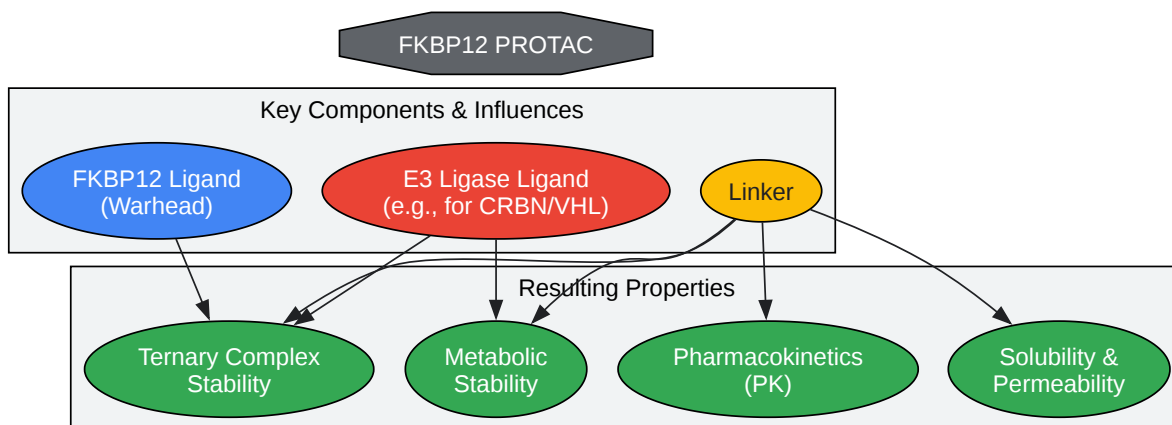 FKBP12 PROTAC
Key Components & Influences
FKBP12 Ligand
(Warhead)
E3 Ligase Ligand
(e.g., for CRBN/VHL)
Linker
Resulting Properties
Ternary Complex
Stability
Metabolic
Stability
Pharmacokinetics
(PK)
Solubility &
Permeability